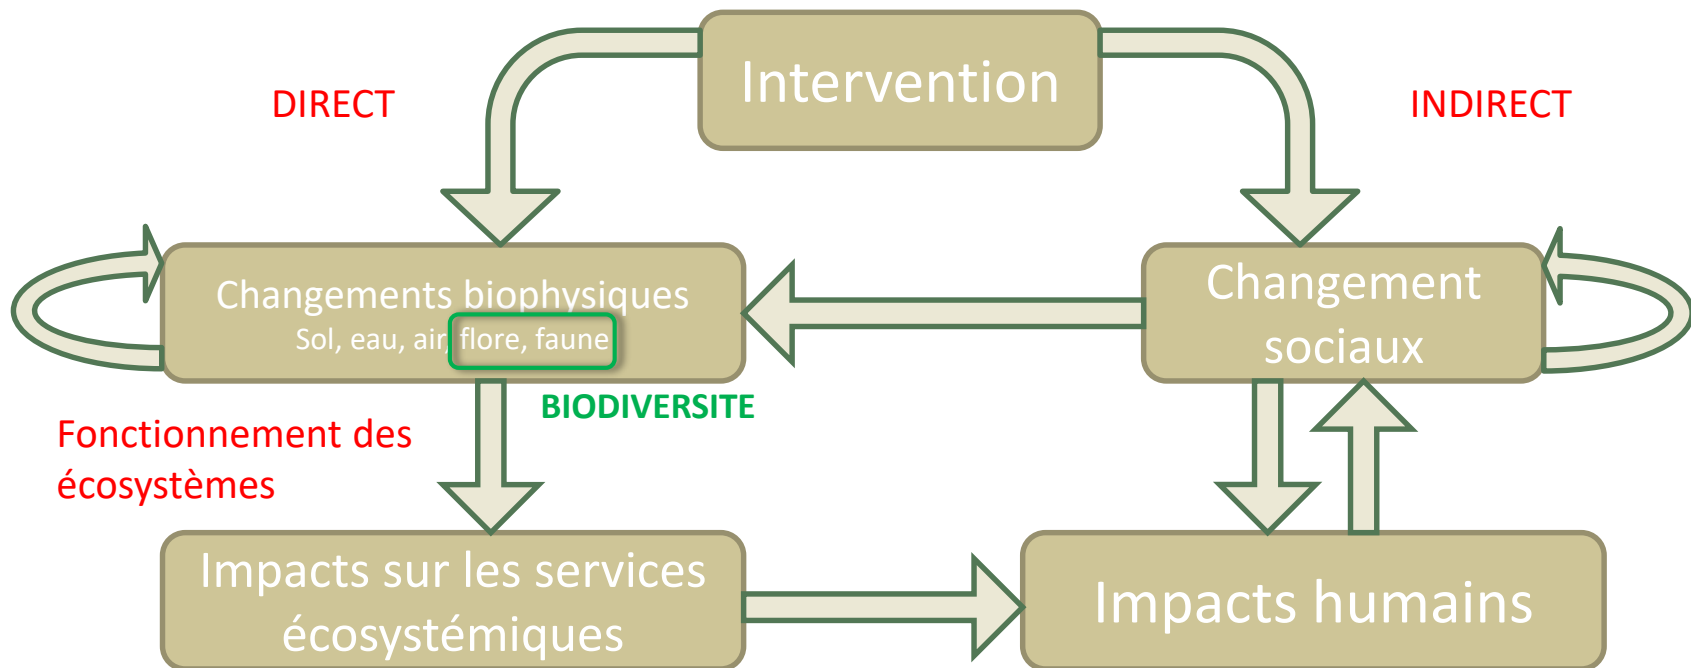 Intervention
DIRECT
INDIRECT
Changements biophysiques
Sol, eau, air, flore, faune
Changement
sociaux
BIODIVERSITE
Fonctionnement des
écosystèmes
Impacts sur les services
écosystémiques
Impacts humains